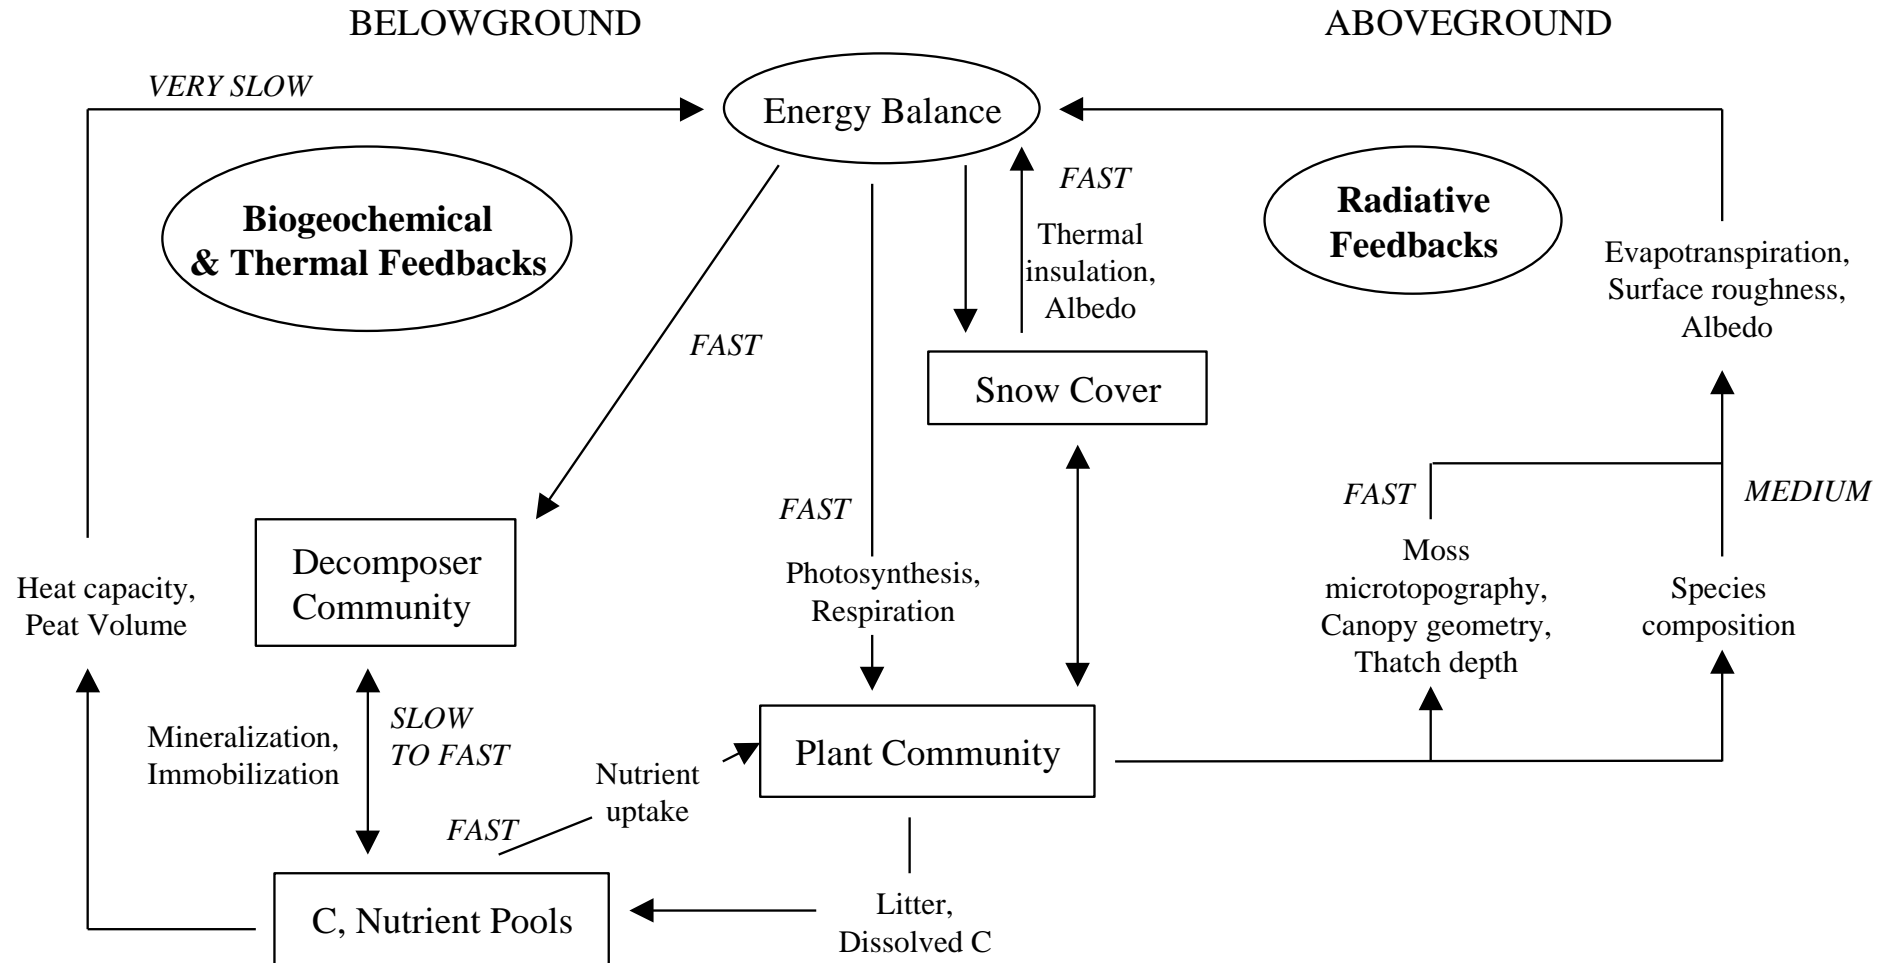 BELOWGROUND
ABOVEGROUND
VERY SLOW
Energy Balance
Biogeochemical
& Thermal Feedbacks
FAST
Thermal
insulation,
Albedo
Radiative
Feedbacks
Evapotranspiration,
Surface roughness,
Albedo
FAST
Snow Cover
FAST
FAST
MEDIUM
Decomposer
Community
Heat capacity,
Peat Volume
Photosynthesis,
Respiration
Moss
microtopography,
Canopy geometry,
Thatch depth
Species
composition
Mineralization,
Immobilization
SLOW
TO FAST
Nutrient
uptake
Plant Community
FAST
C, Nutrient Pools
Litter,
Dissolved C